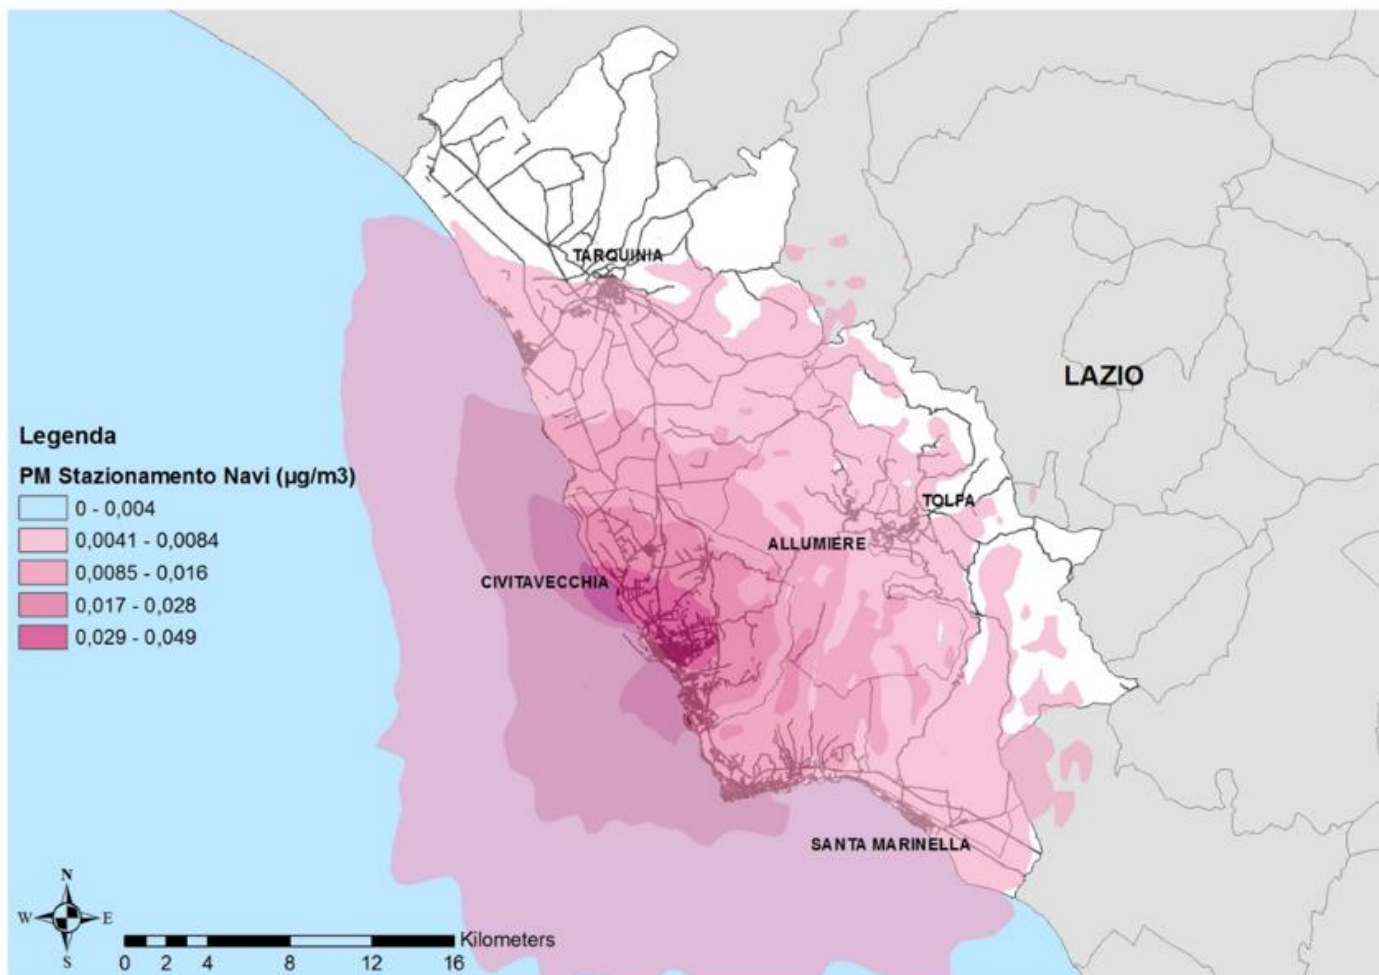 TARQUINIA
LAZIO
Legenda
PM Stazionamento Navi (µg/m3)
0 - 0,004
0,0041 - 0,0084
0,0085 - 0,016
0,017 - 0,028
0,029 - 0,049
TOLFA
ALLUMIERE
CIVITAVECCHIA
SANTA MARINELLA
N
W E
S
Kilometers
0 2 4 8 12 16